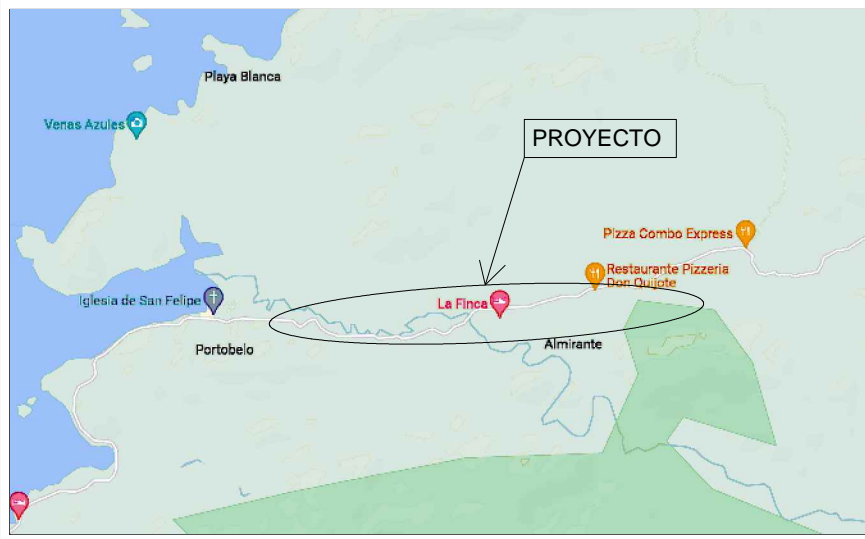 Playa Blanca
Venas Azules
PROYECTO
Pizza Combo Express
Restaurante Pizzeria
Don Quijote
Iglesia de San Felipe
La Finca
Portobelo
Almirante